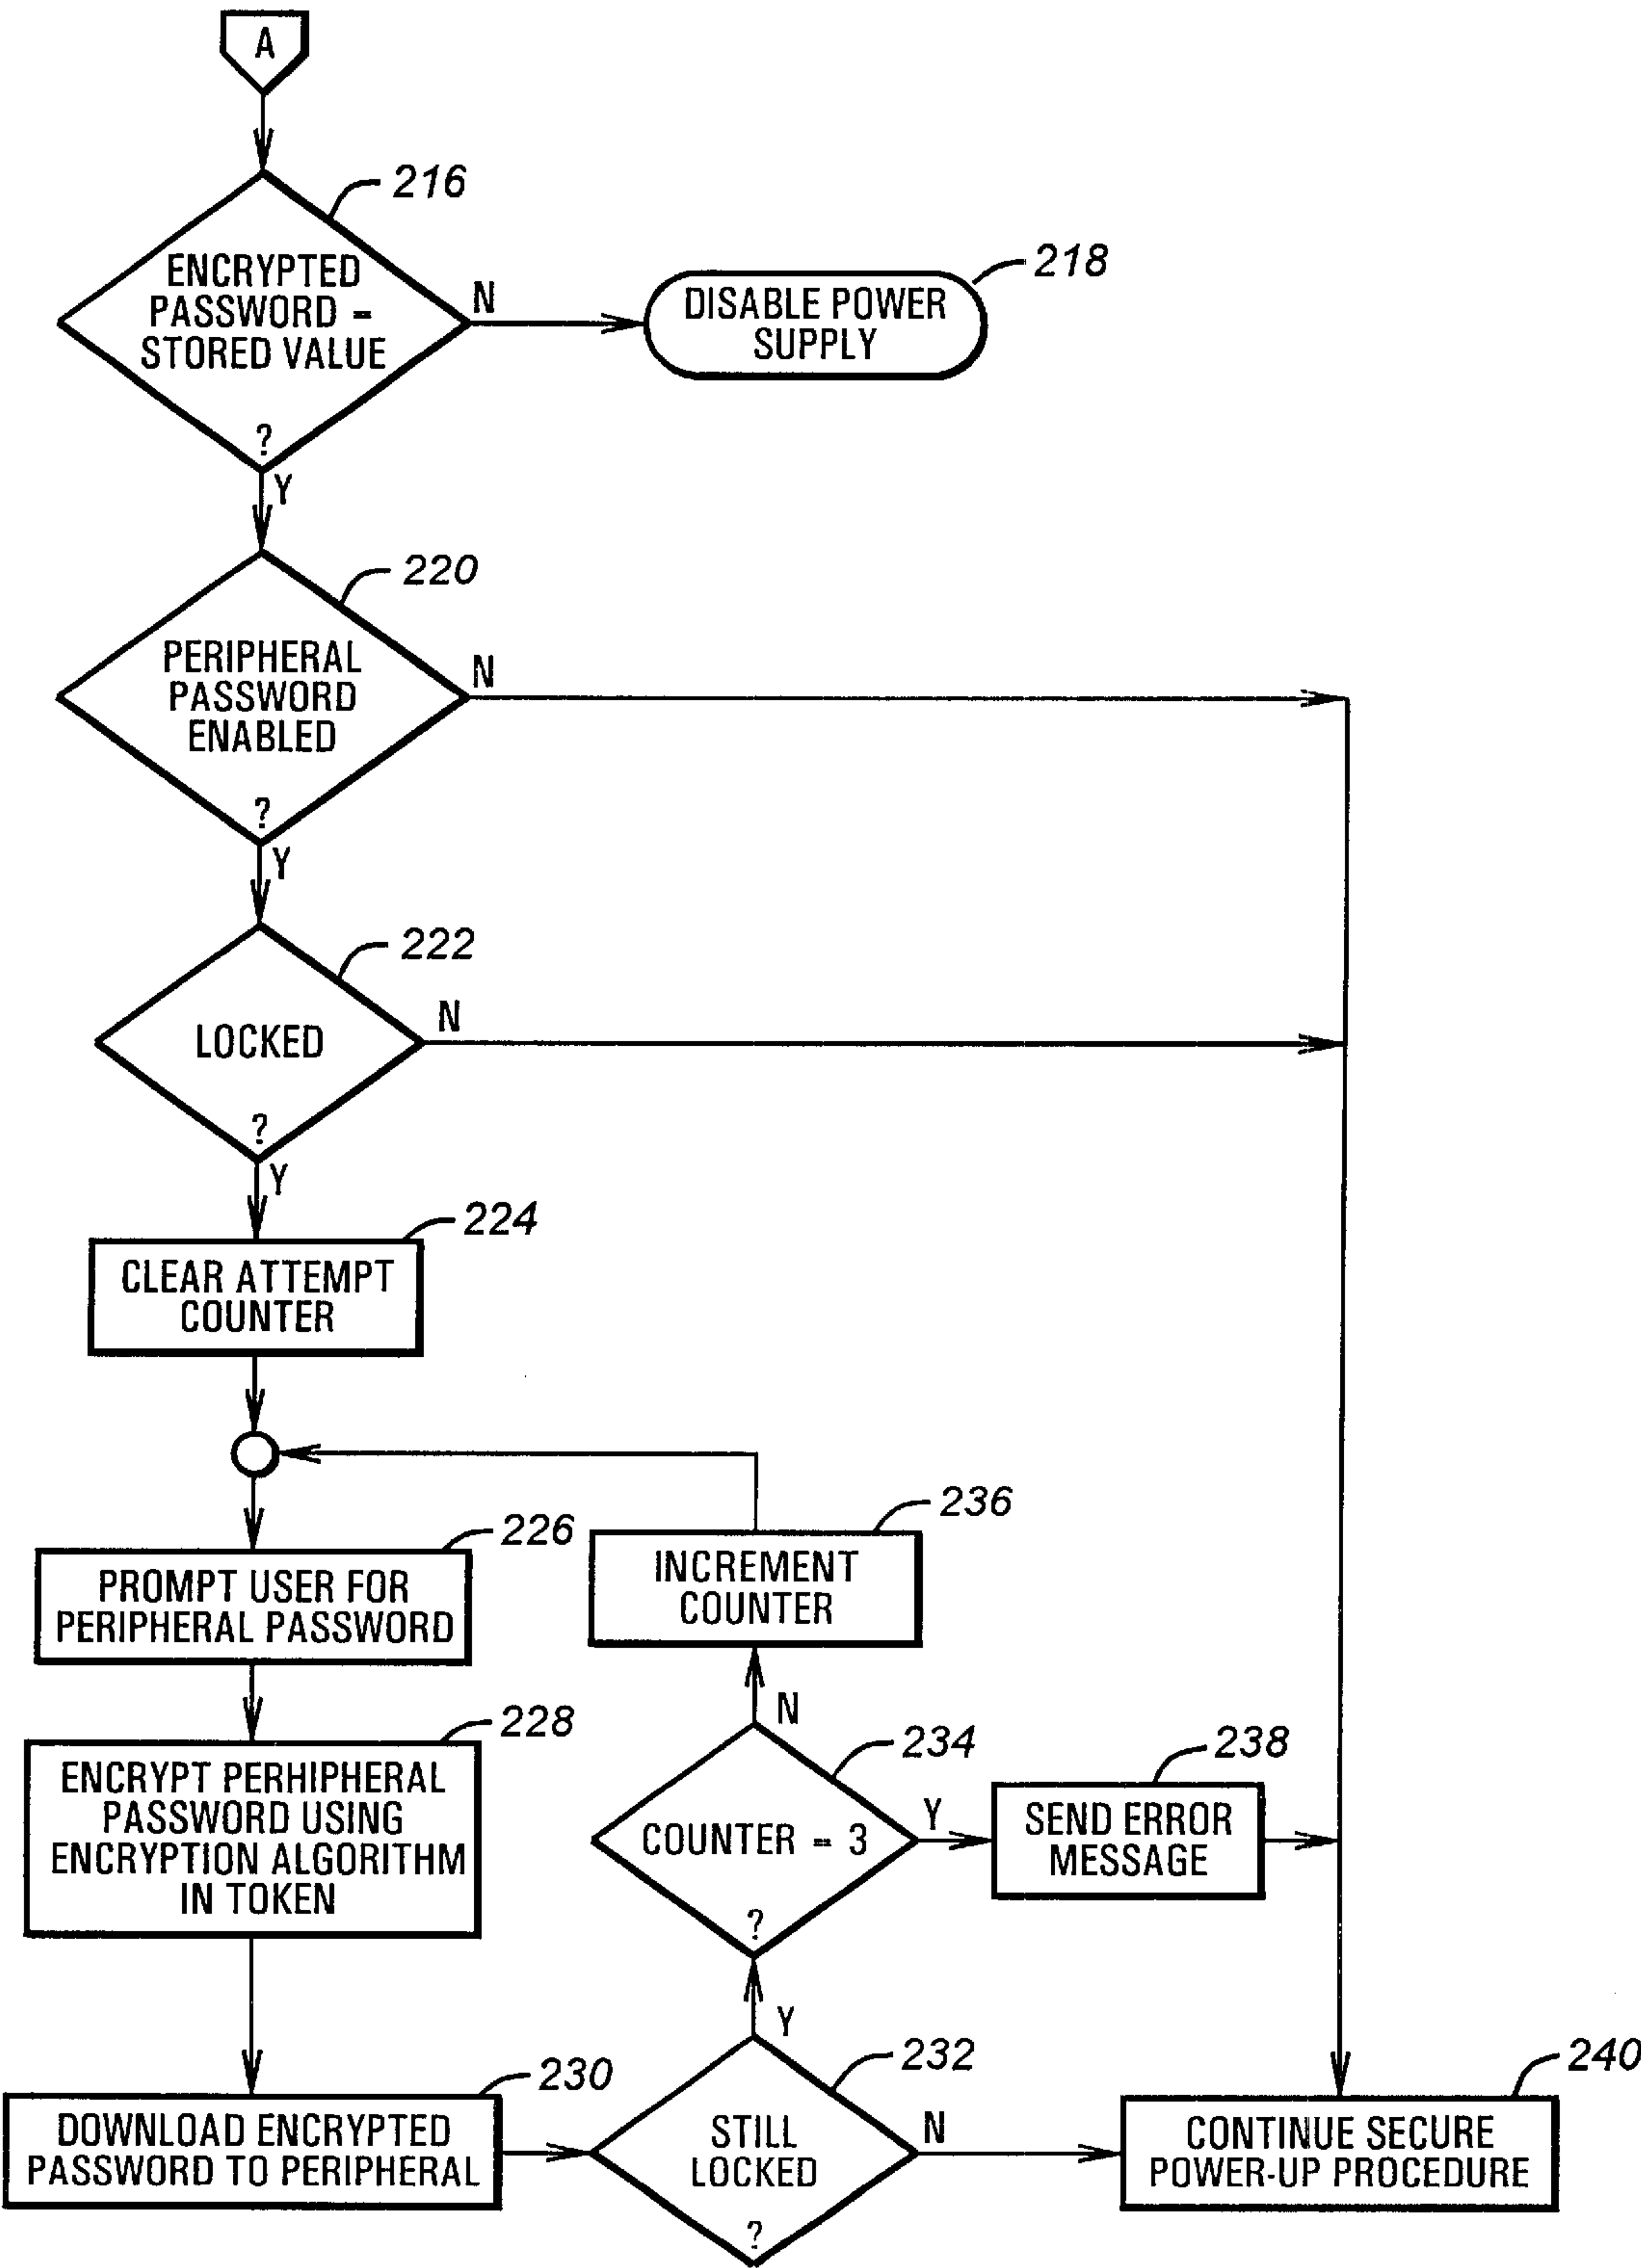 A
216
ENCRYPTED
PASSWORD =
STORED VALUE
?
N
DISABLE POWER
SUPPLY
218
Y
220
PERIPHERAL
PASSWORD
ENABLED
?
N
Y
222
LOCKED
?
N
Y
224
CLEAR ATTEMPT
COUNTER
226
PROMPT USER FOR
PERIPHERAL PASSWORD
228
ENCRYPT PERHIPHERAL
PASSWORD USING
ENCRYPTION ALGORITHM
IN TOKEN
230
DOWNLOAD ENCRYPTED
PASSWORD TO PERIPHERAL
232
STILL
LOCKED
?
Y
N
234
COUNTER = 3
?
N
Y
236
INCREMENT
COUNTER
238
SEND ERROR
MESSAGE
240
CONTINUE SECURE
POWER-UP PROCEDURE